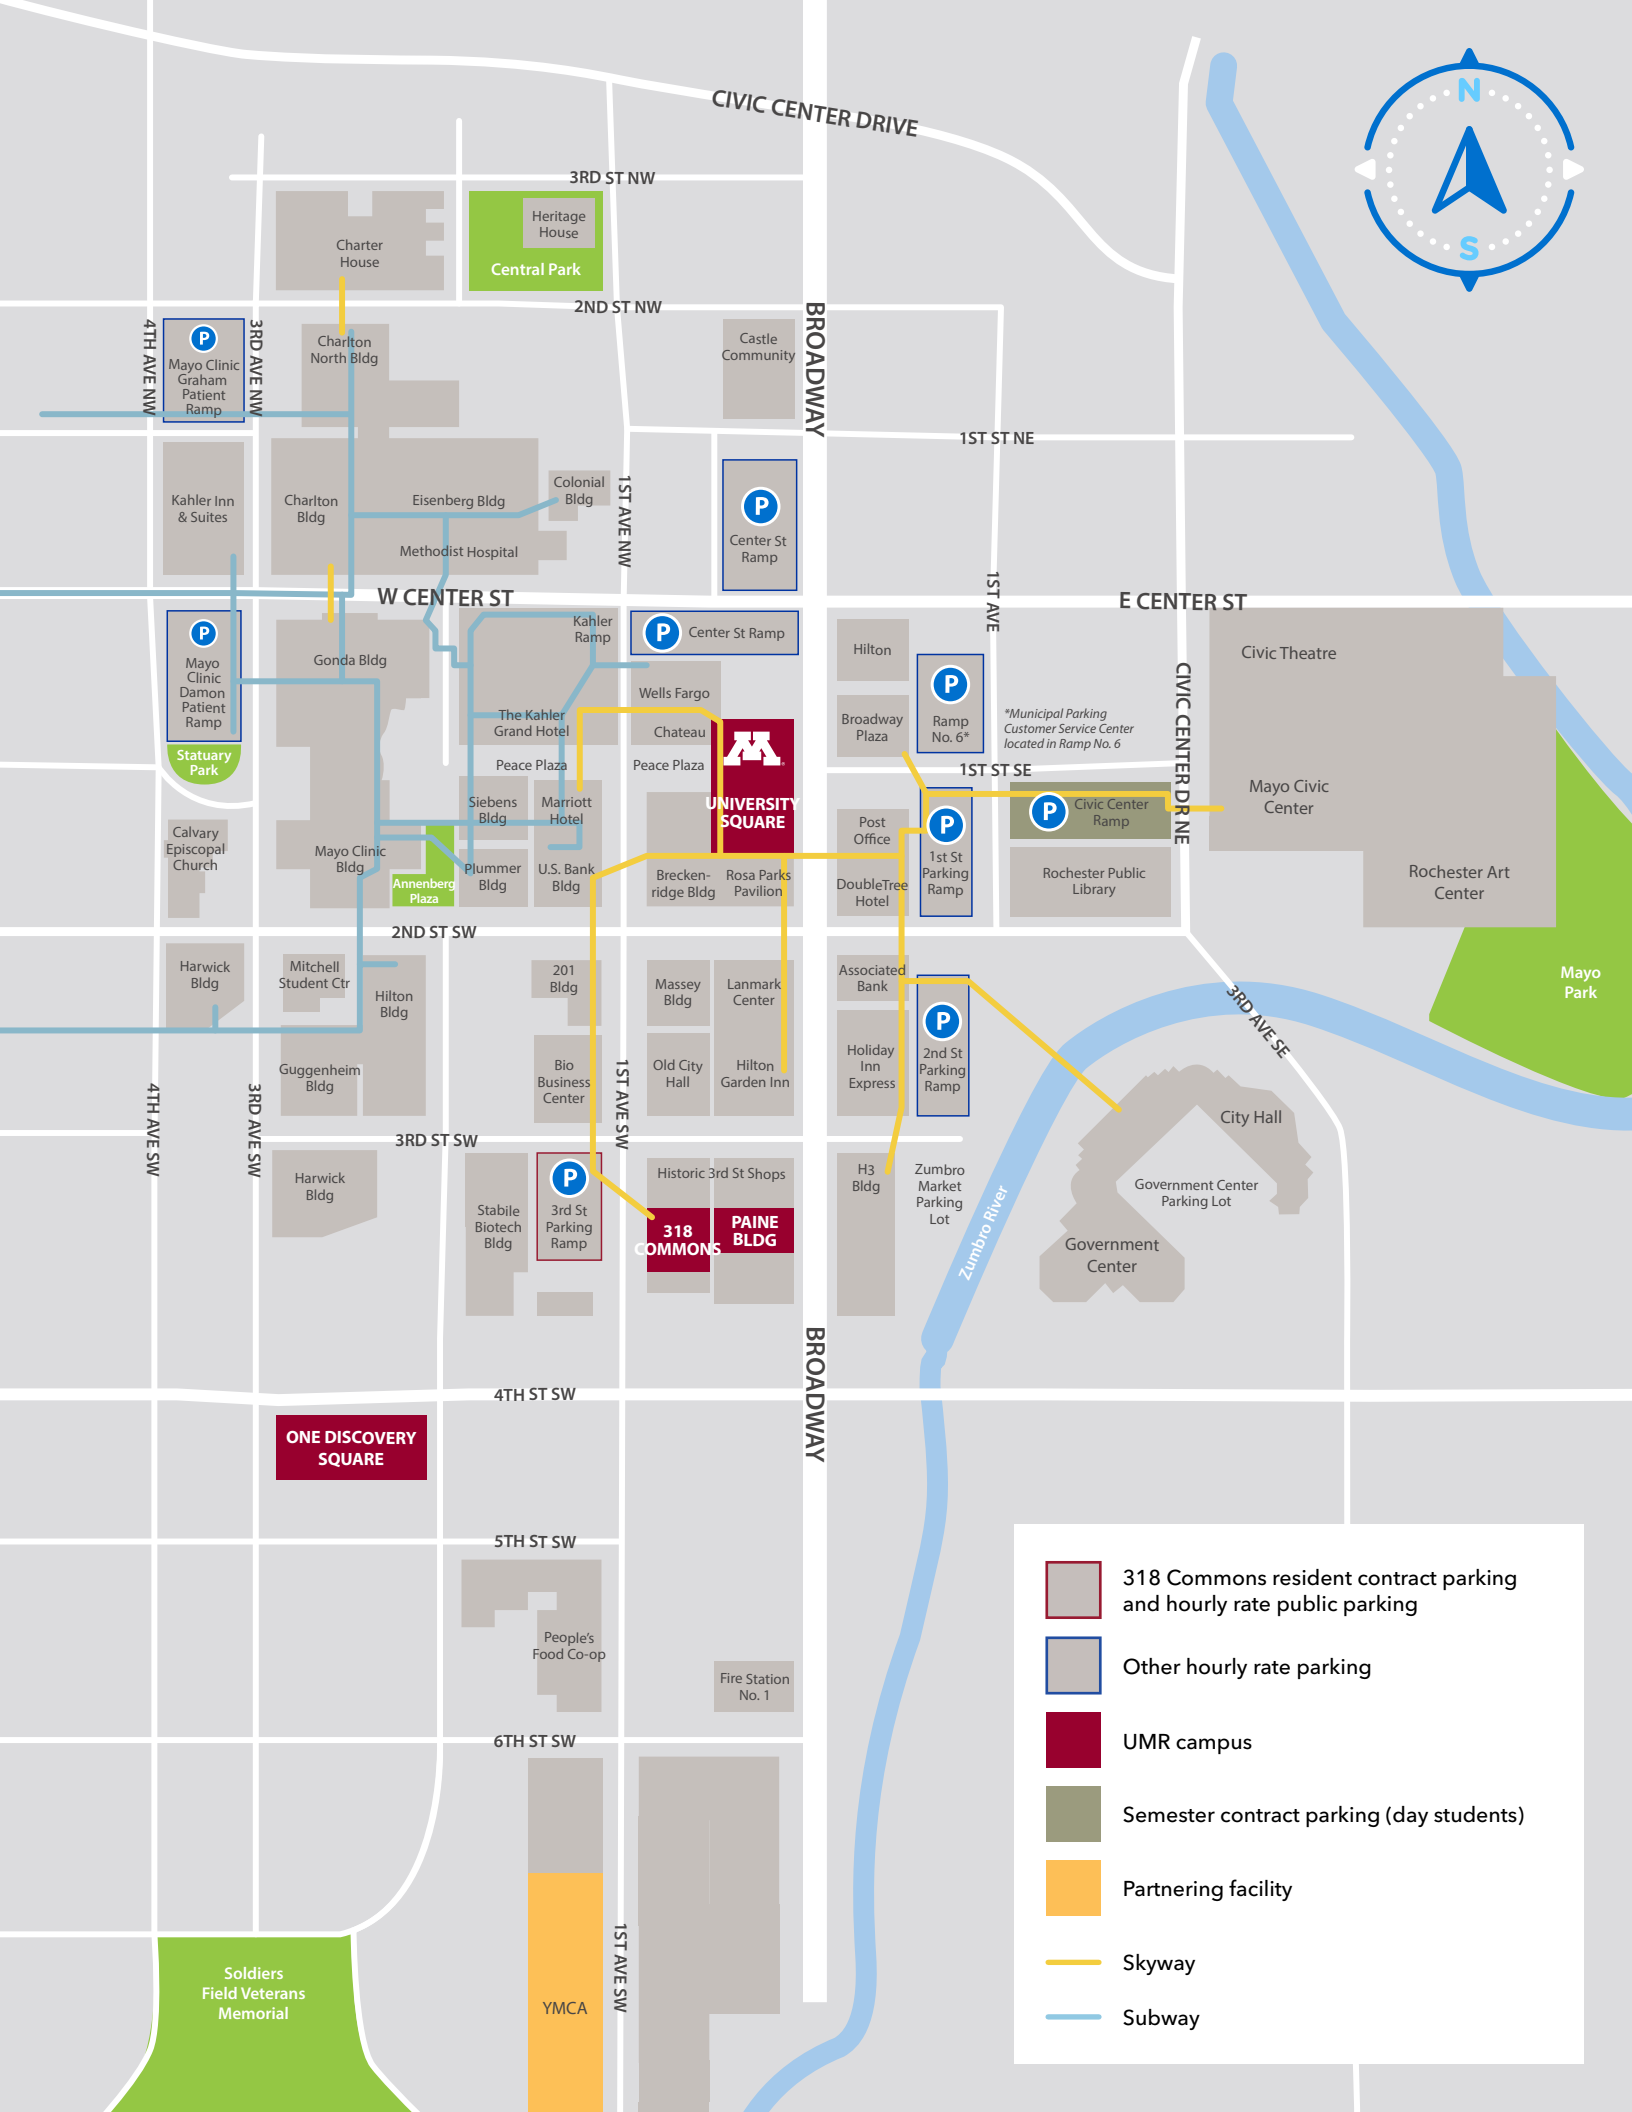 CIVIC CENTER DRIVE
N
S
3RD ST NW
Heritage
House
Central Park
Charter
House
2ND ST NW
4TH AVE NW
P
Mayo Clinic
Graham
Patient
Ramp
3RD AVE NW
Charlton
North Bldg
Castle
Community
BROADWAY
1ST ST NE
Kahler Inn
& Suites
Charlton
Bldg
Eisenberg Bldg
Methodist Hospital
Colonial
Bldg
1ST AVE NW
P
Center St
Ramp
W CENTER ST
1ST AVE
E CENTER ST
P
Mayo
Clinic
Damon
Patient
Ramp
Statuary
Park
Gonda Bldg
Kahler
Ramp
P
Center St Ramp
The Kahler
Grand Hotel
Wells Fargo
Chateau
Peace Plaza
Peace Plaza
M
UNIVERSITY
SQUARE
Hilton
Broadway
Plaza
P
Ramp
No. 6*
*Municipal Parking
Customer Service Center
located in Ramp No. 6
CIVIC CENTER DR NE
Civic Theatre
1ST ST SE
Mayo Civic
Center
P
Civic Center
Ramp
Siebens
Bldg
Marriott
Hotel
Calvary
Episcopal
Church
Mayo Clinic
Bldg
Annenberg
Plaza
Plummer
Bldg
U.S. Bank
Bldg
Brecken-
ridge Bldg
Rosa Parks
Pavilion
Post
Office
DoubleTree
Hotel
P
1st St
Parking
Ramp
Rochester Public
Library
Rochester Art
Center
2ND ST SW
Harwick
Bldg
Mitchell
Student Ctr
Hilton
Bldg
Guggenheim
Bldg
201
Bldg
Bio
Business
Center
Massey
Bldg
Lanmark
Center
Old City
Hall
Hilton
Garden Inn
Associated
Bank
Holiday
Inn
Express
P
2nd St
Parking
Ramp
3RD AVE SE
Mayo
Park
4TH AVE SW
3RD AVE SW
1ST AVE SW
3RD ST SW
Harwick
Bldg
Stabile
Biotech
Bldg
P
3rd St
Parking
Ramp
Historic 3rd St Shops
318
COMMONS
PAINE
BLDG
H3
Bldg
Zumbro
Market
Parking
Lot
Zumbro River
City Hall
Government Center
Parking Lot
Government
Center
BROADWAY
4TH ST SW
ONE DISCOVERY
SQUARE
5TH ST SW
People's
Food Co-op
Fire Station
No. 1
6TH ST SW
1ST AVE SW
YMCA
Soldiers
Field Veterans
Memorial
318 Commons resident contract parking
and hourly rate public parking
Other hourly rate parking
UMR campus
Semester contract parking (day students)
Partnering facility
Skyway
Subway